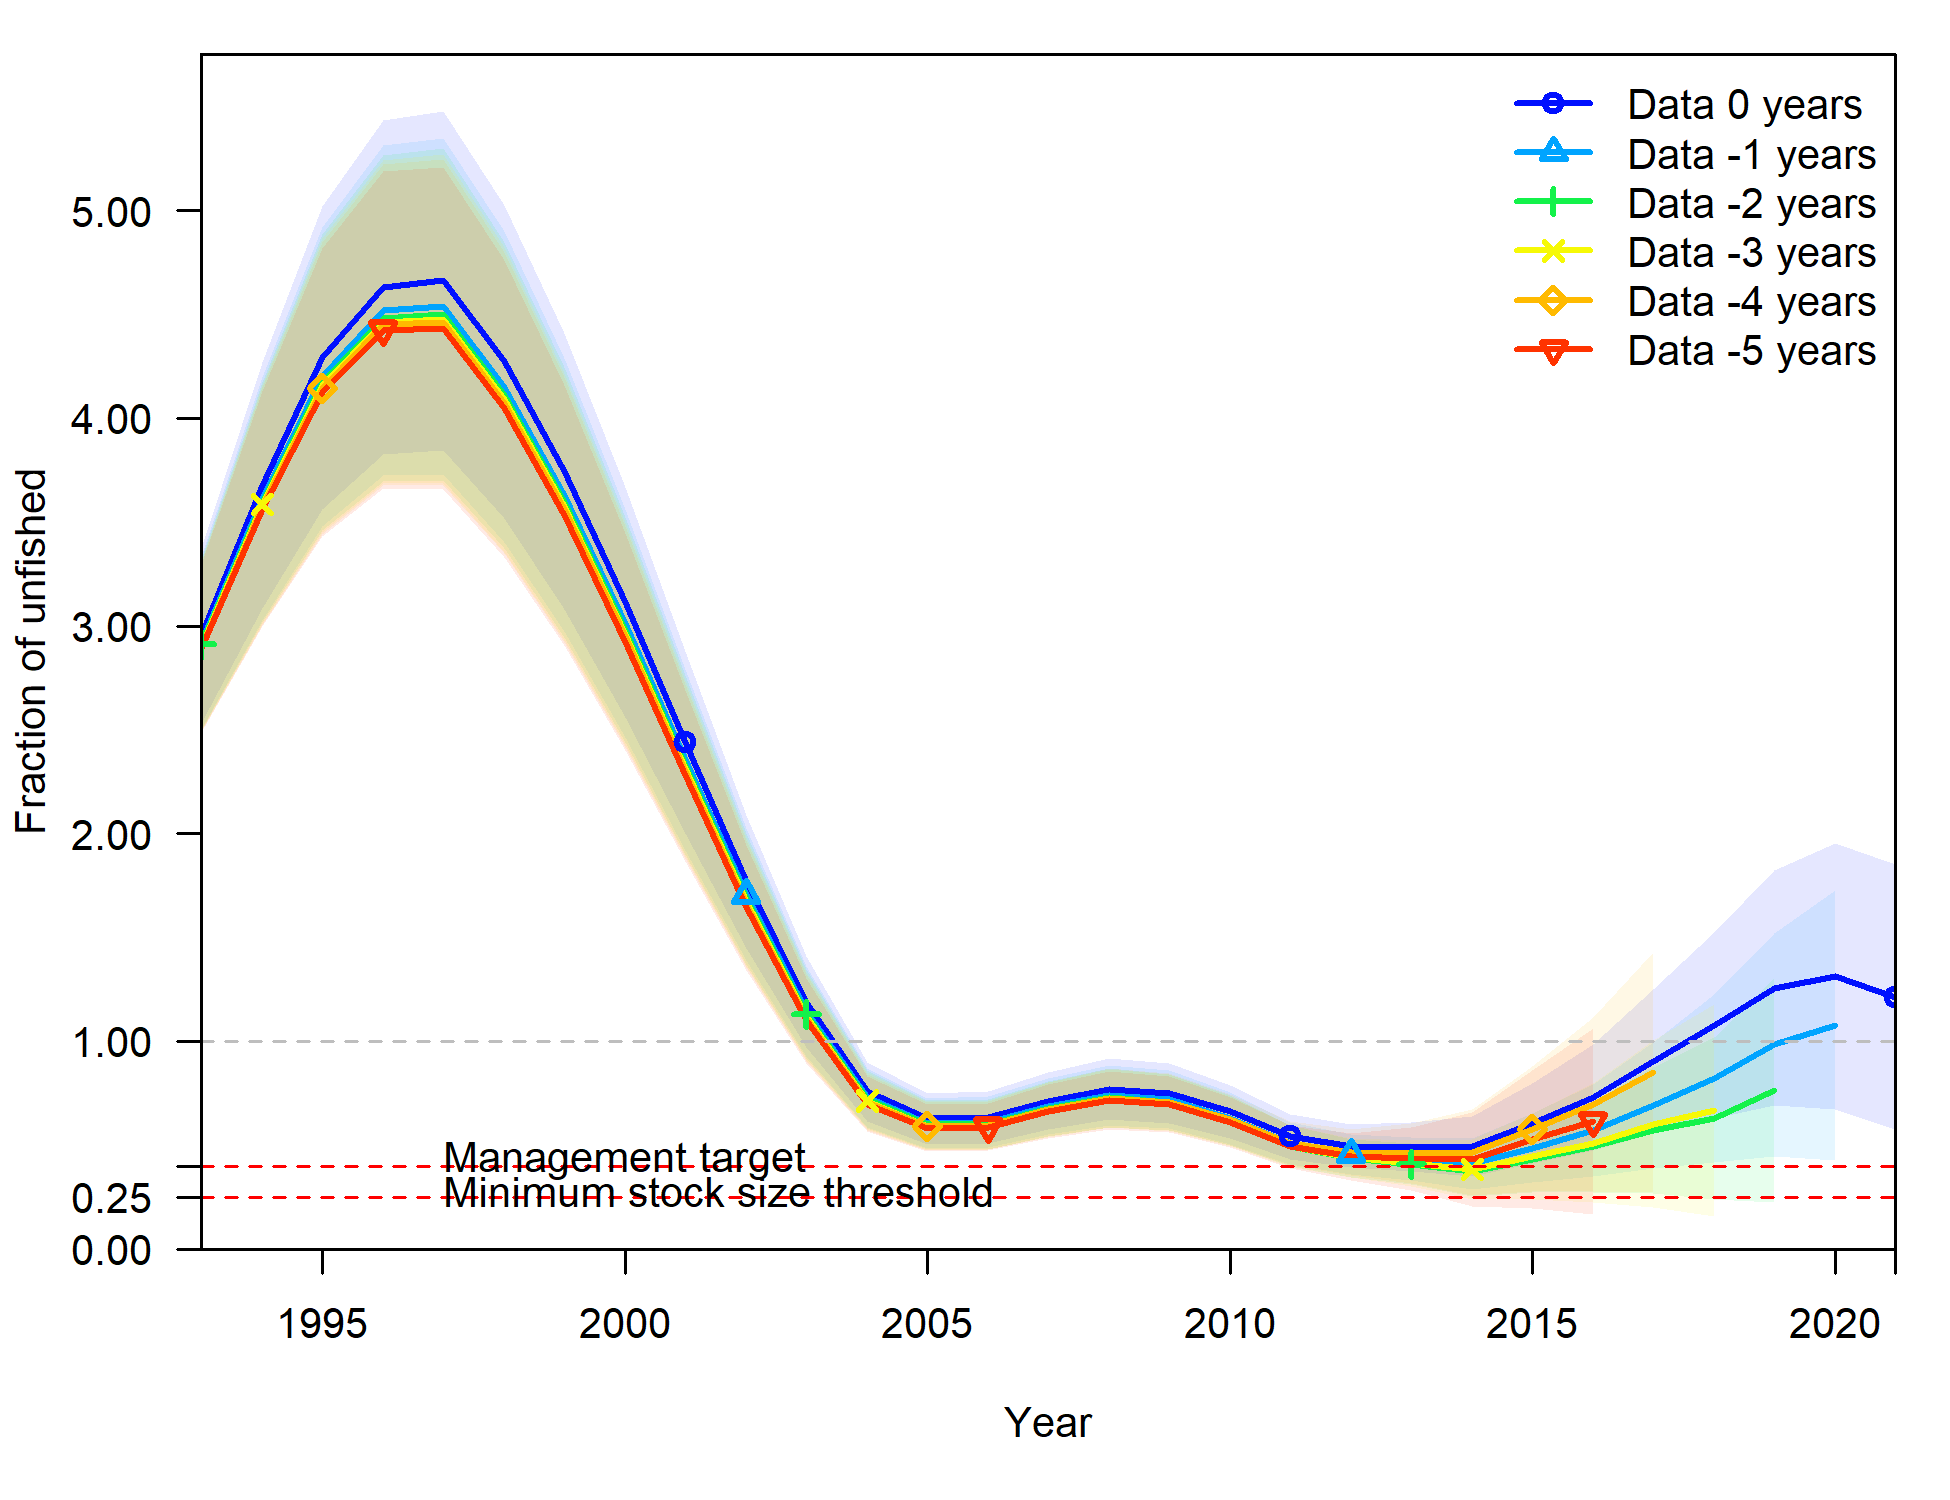 Data 0 years
Data -1 years
Data -2 years
Data -3 years
Data -4 years
Data -5 years
5.00
4.00
3.00
2.00
1.00
0.25
0.00
Fraction of unfished
Management target
Minimum stock size threshold
1995 2000 2005 2010 2015 2020
Year